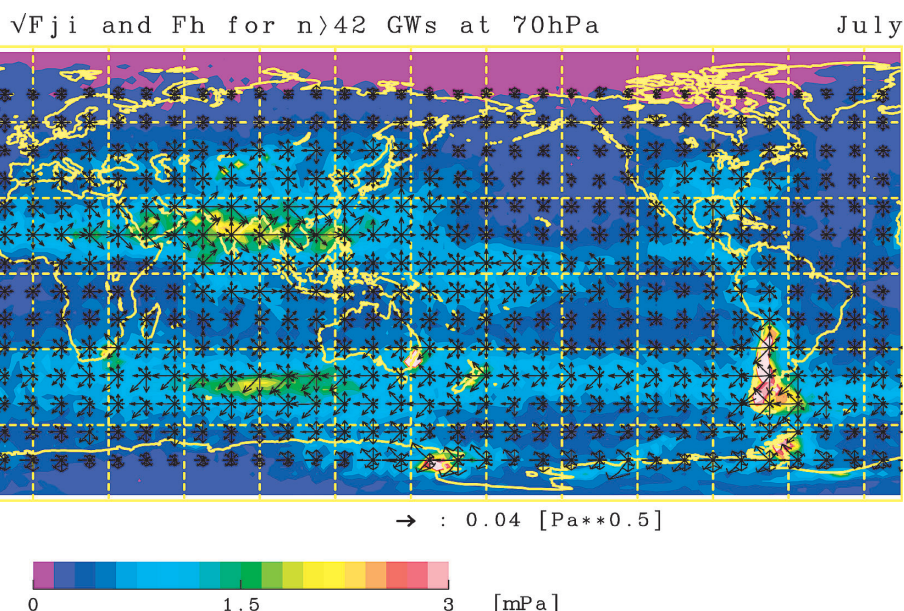 √Fji and Fh for n⟩42 GWs at 70hPa July
→ : 0.04 [Pa**0.5]
0 1.5 3 [mPa]